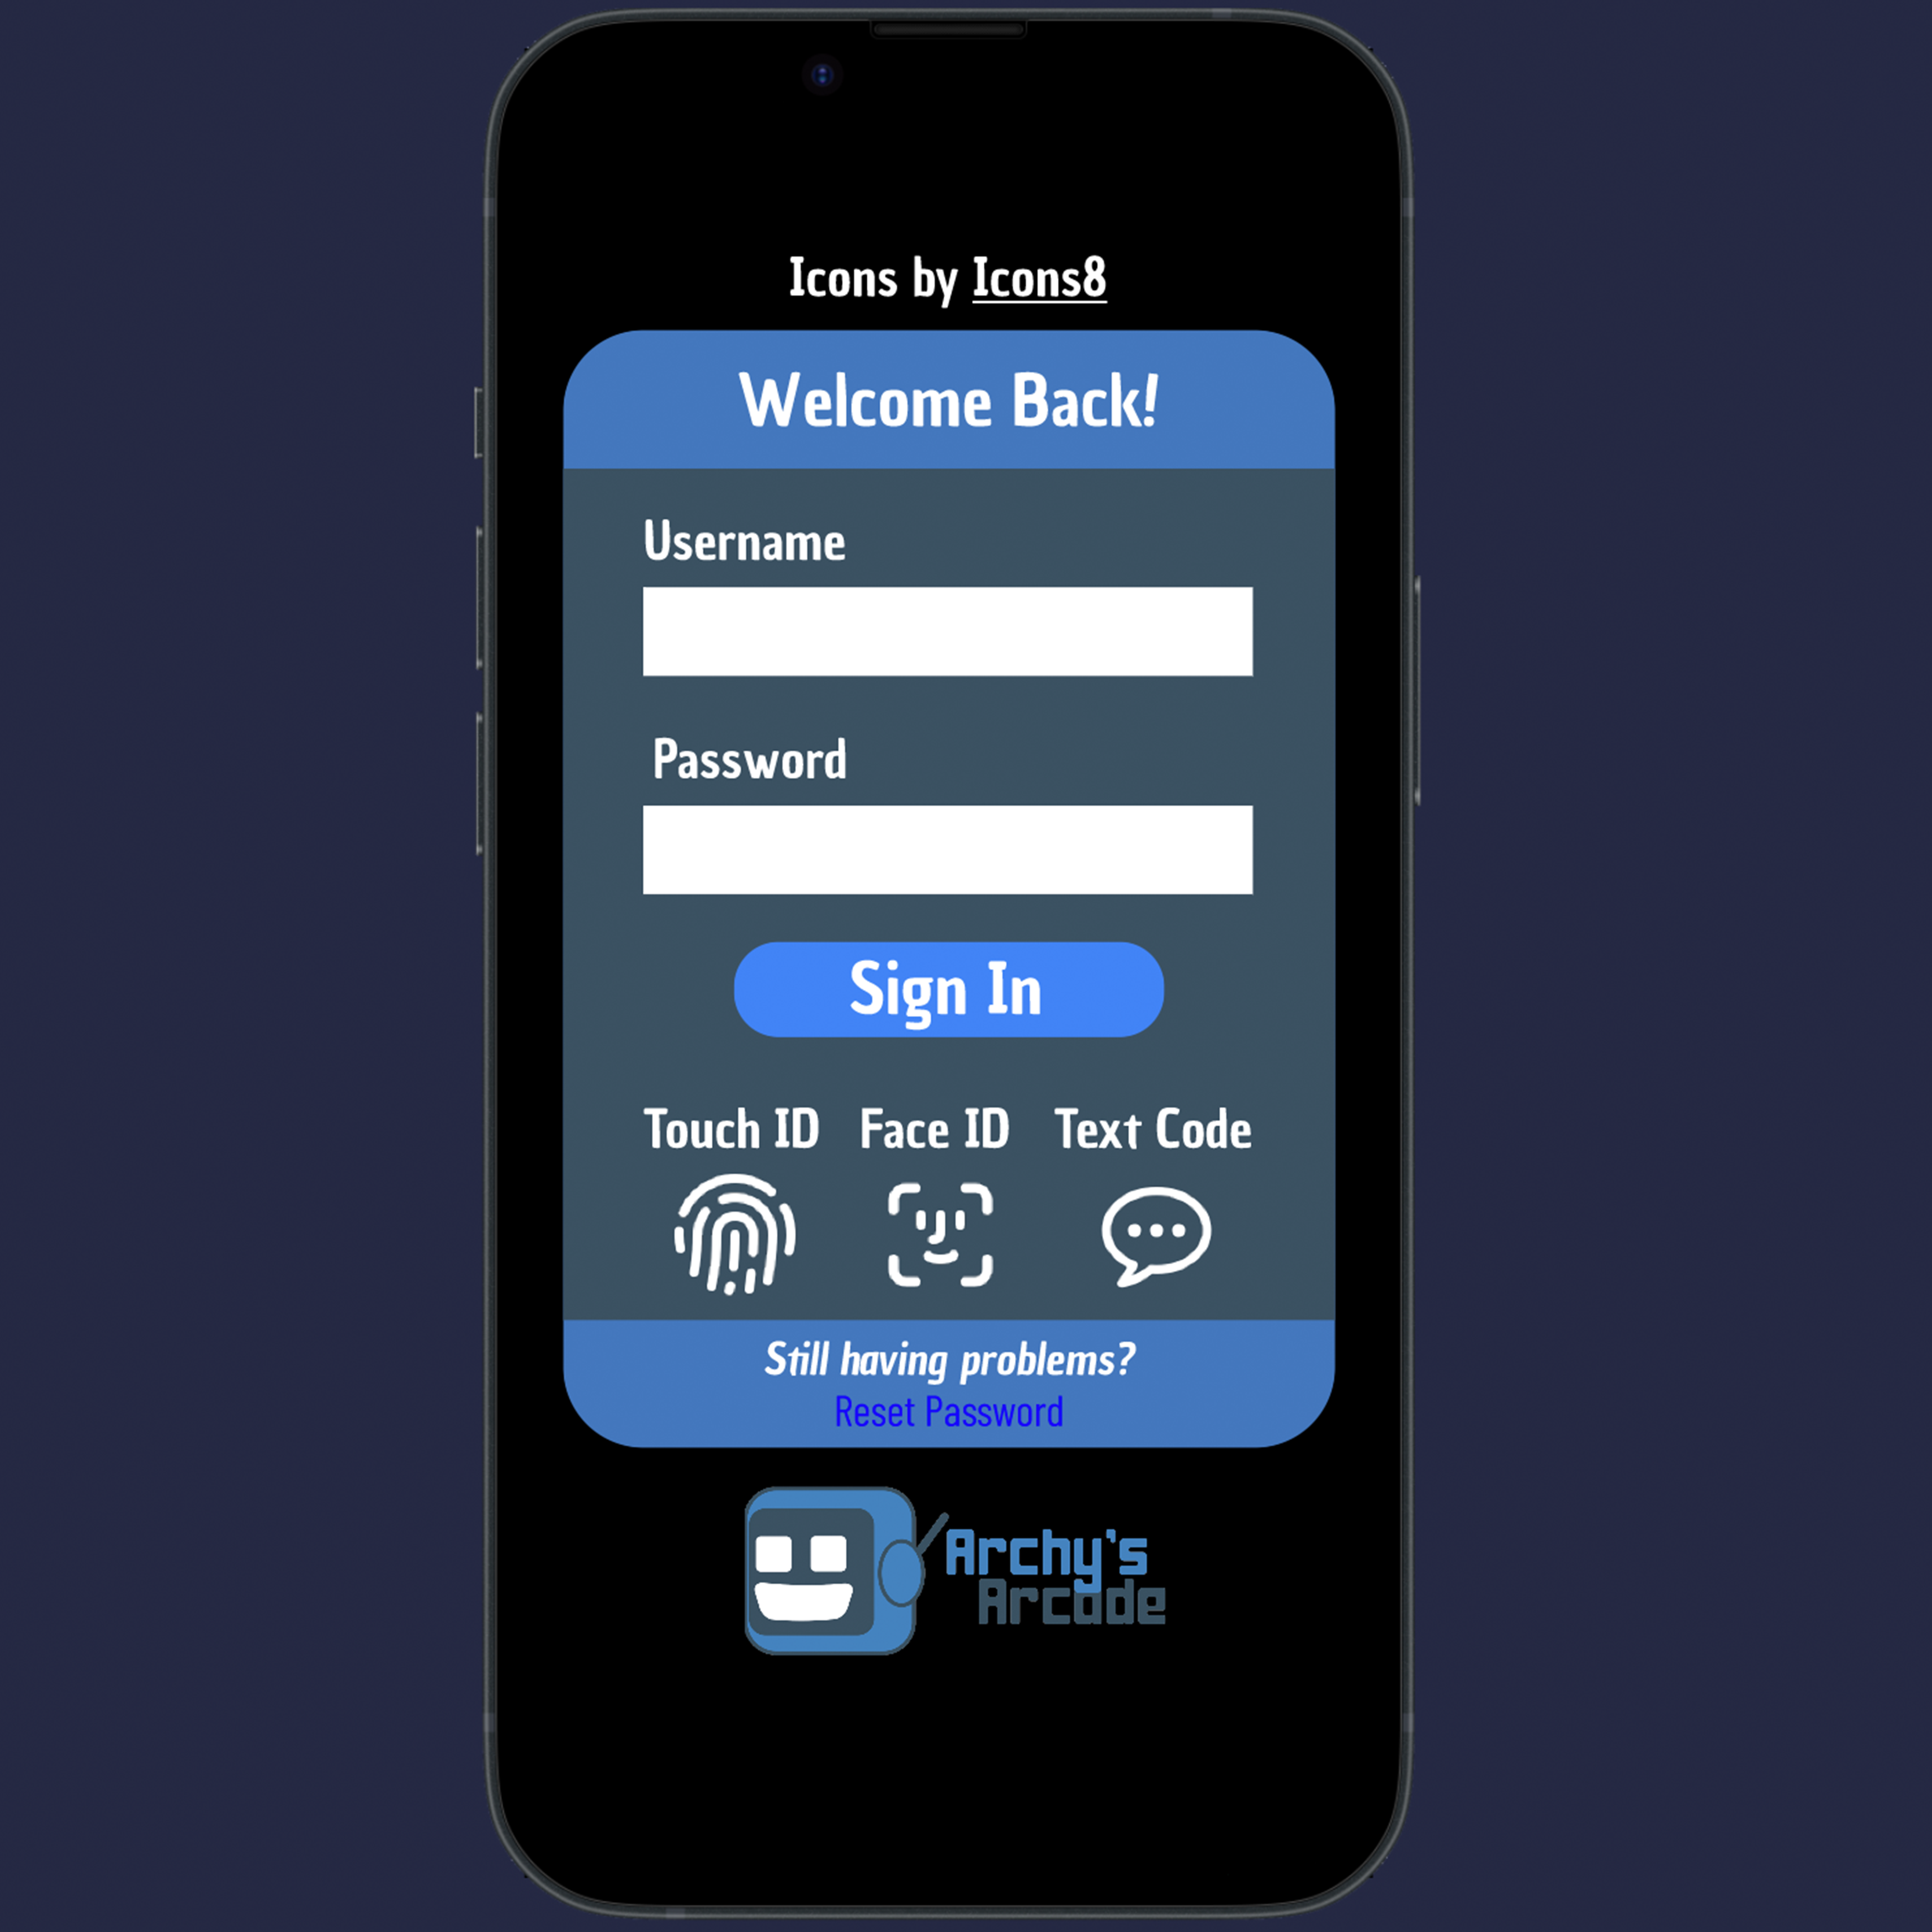 Icons by Icons8
Welcome Back!
Username
Password
Sign In
Touch ID Face ID Text Code
Still having problems?
Reset Password
Archy's
Arcade